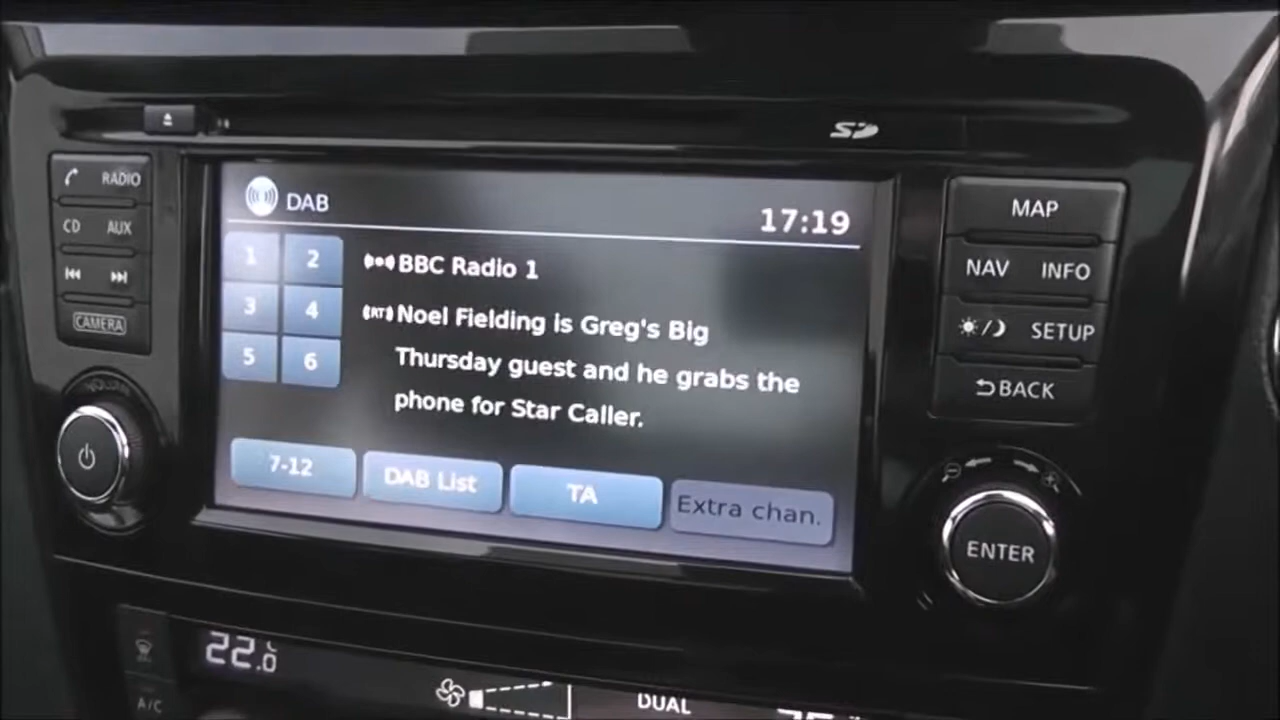 SD
RADIO
CD AUX
CAMERA
VOLUME
DAB
17:19
1 2
3 4
5 6
BBC Radio 1
(RT) Noel Fielding is Greg's Big
Thursday guest and he grabs the
phone for Star Caller.
7-12 DAB List TA Extra chan.
MAP
NAV INFO
SETUP
BACK
ENTER
22.0
A/C
DUAL